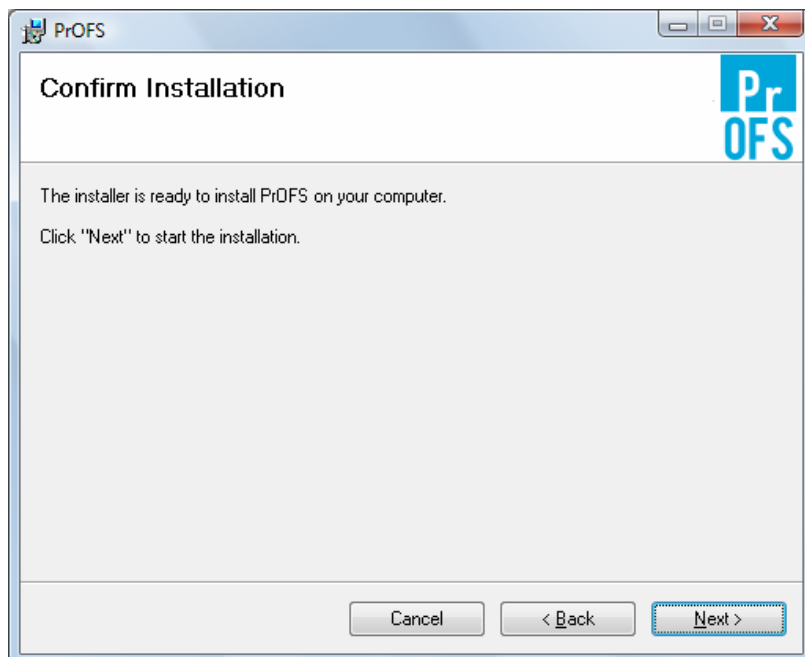 PrOFS
Confirm Installation
Pr
OFS
The installer is ready to install PrOFS on your computer.
Click "Next" to start the installation.
Cancel
< Back
Next >